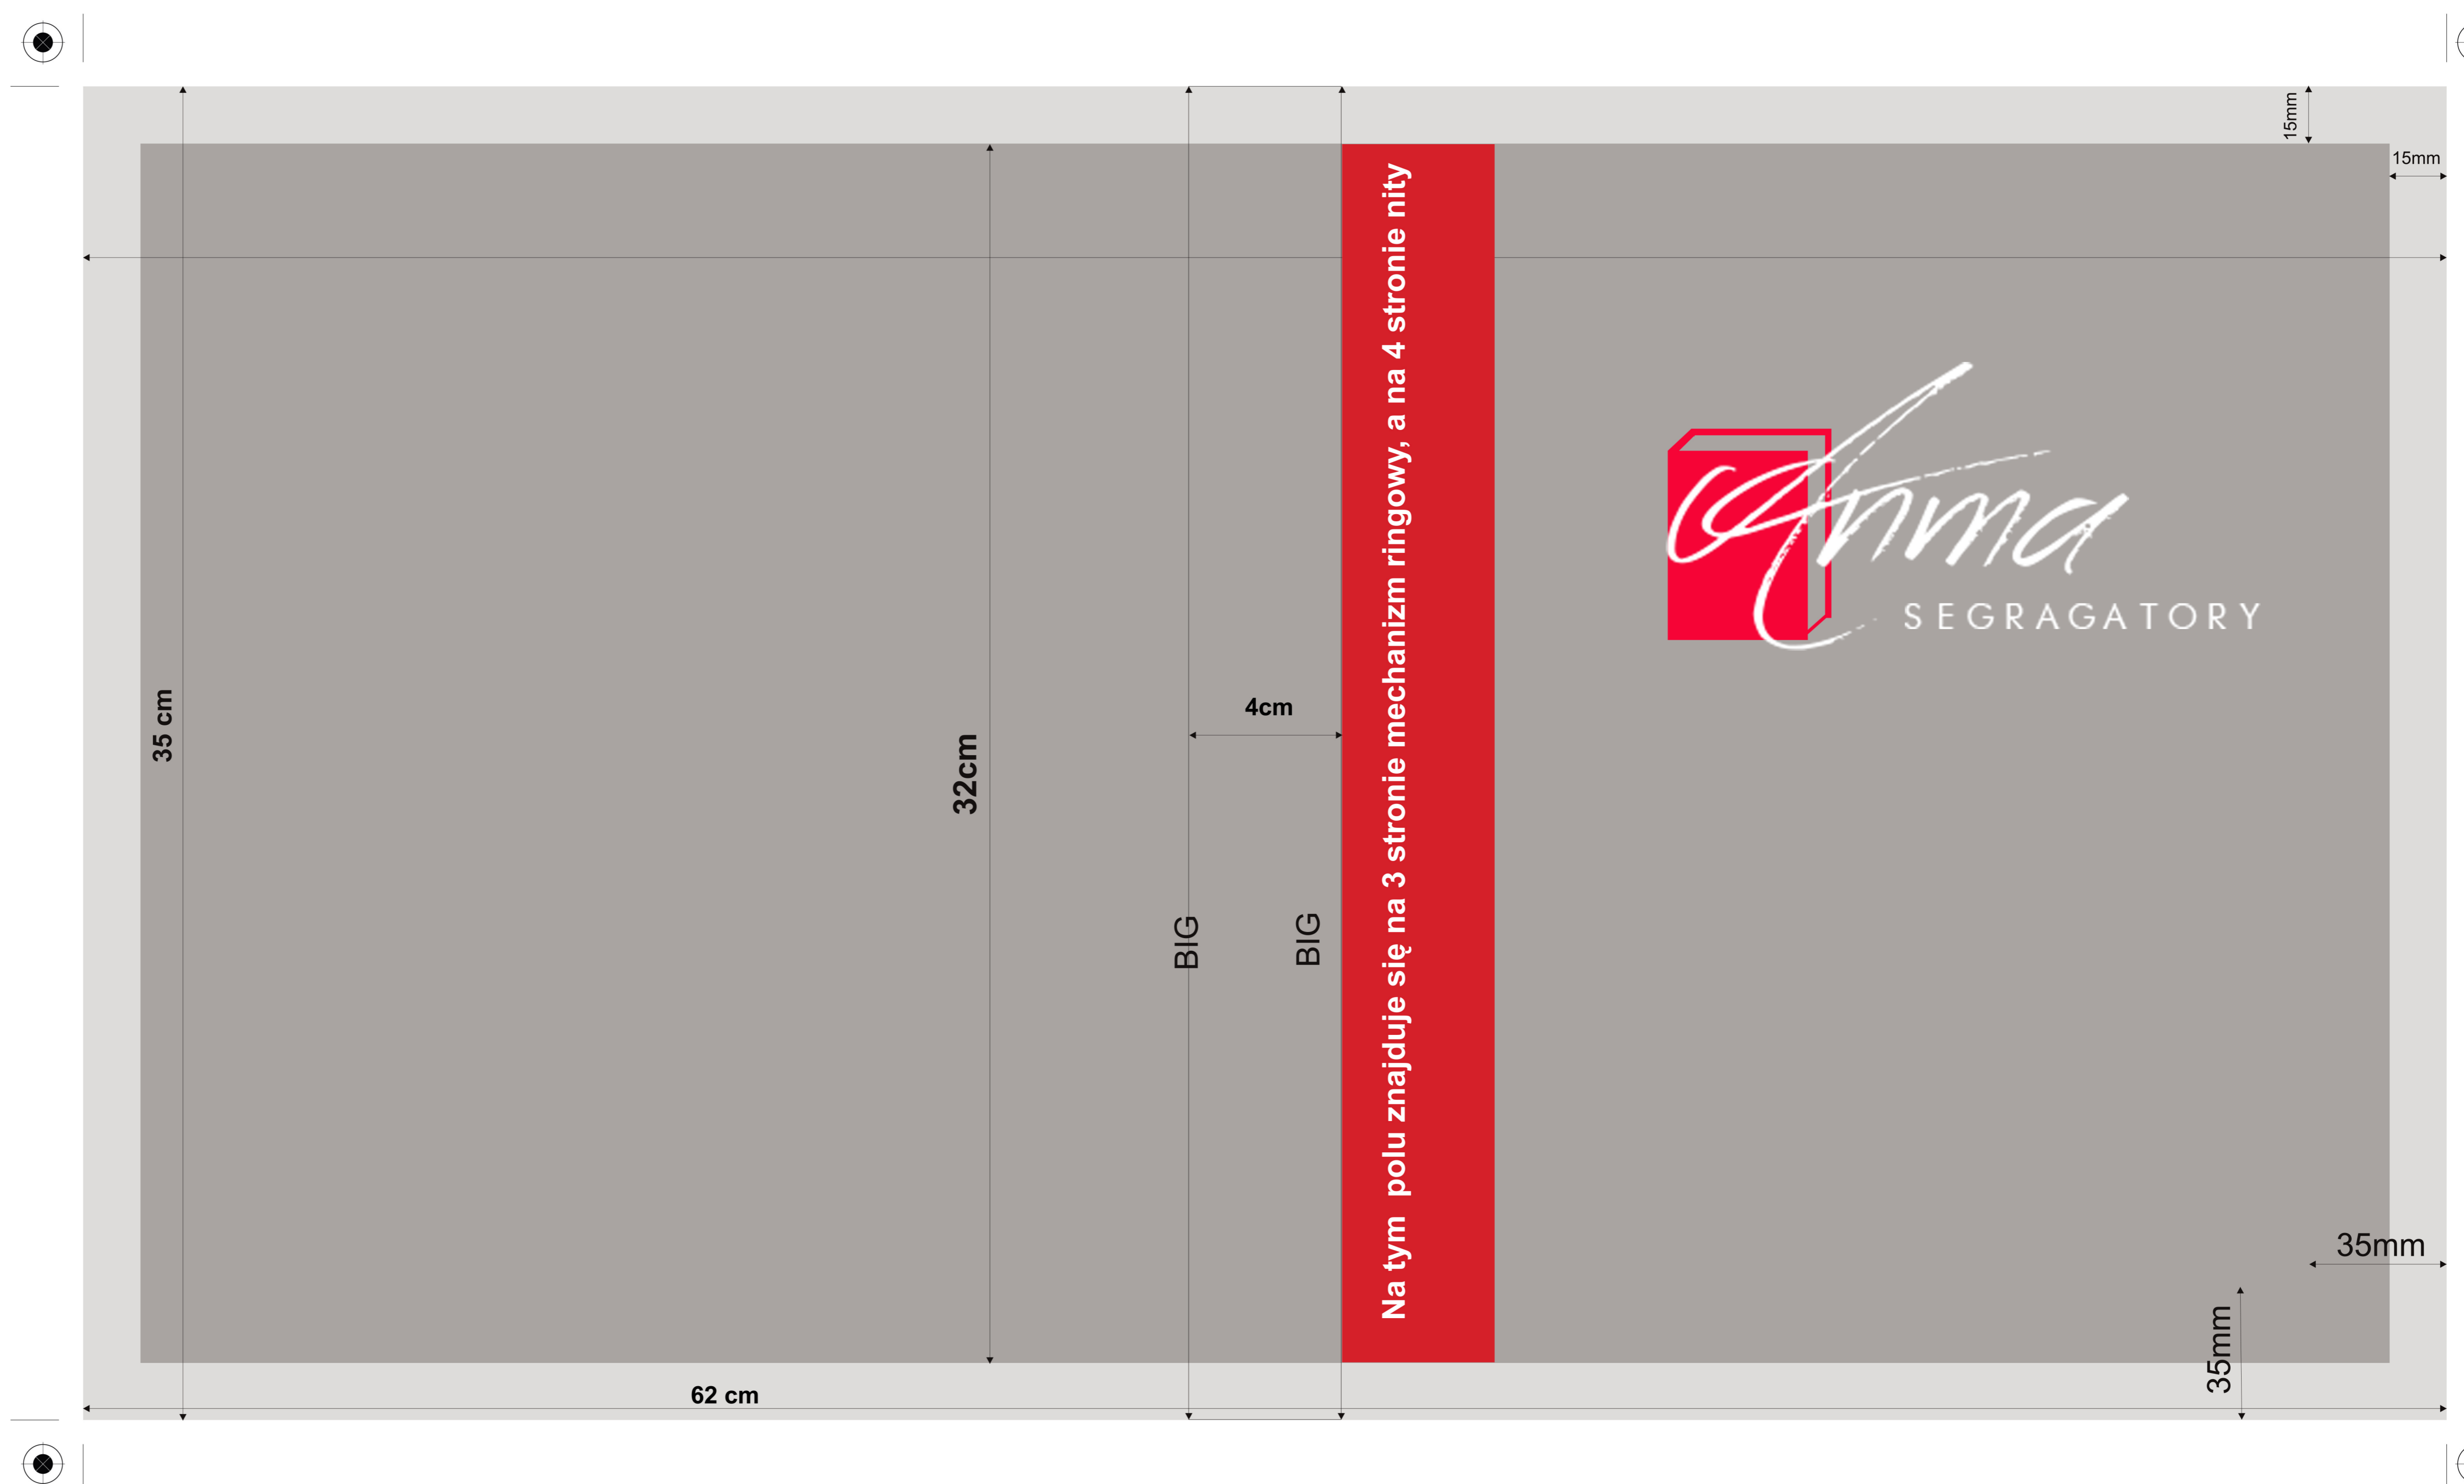 15mm
15mm
Na tym  polu znajduje się na 3 stronie mechanizm ringowy, a na 4 stronie nity
Anma
SEGRAGATORY
35 cm
32cm
4cm
BIG
BIG
35mm
35mm
62 cm